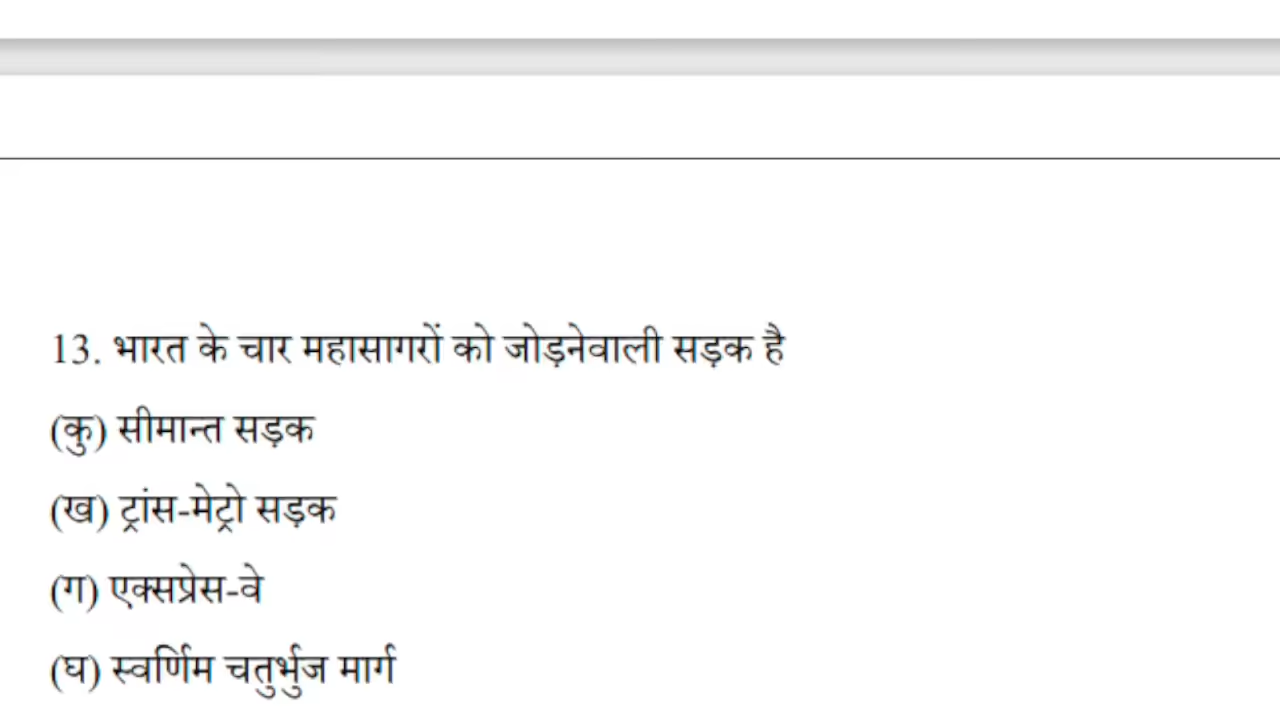 13. भारत के चार महासागरों को जोड़नेवाली सड़क है
(कु) सीमान्त सड़क
(ख) ट्रांस-मेट्रो सड़क
(ग) एक्सप्रेस-वे
(घ) स्वर्णिम चतुर्भुज मार्ग